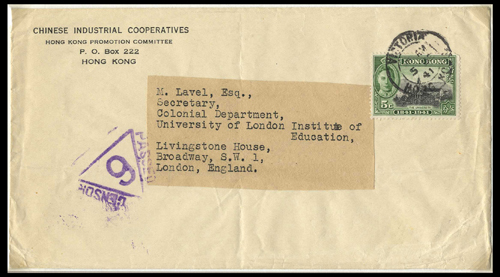 CHINESE INDUSTRIAL COOPERATIVES
HONG KONG PROMOTION COMMITTEE
P. O. Box 222
HONG KONG
VICTORIA
41
HONG KONG
5c
1841-1941
M. Lavel, Esq.,
Secretary,
Colonial Department,
University of London Institute of
Education,
Livingstone House,
Broadway, S.W. 1,
London, England.
PASSED
6
CENSOR